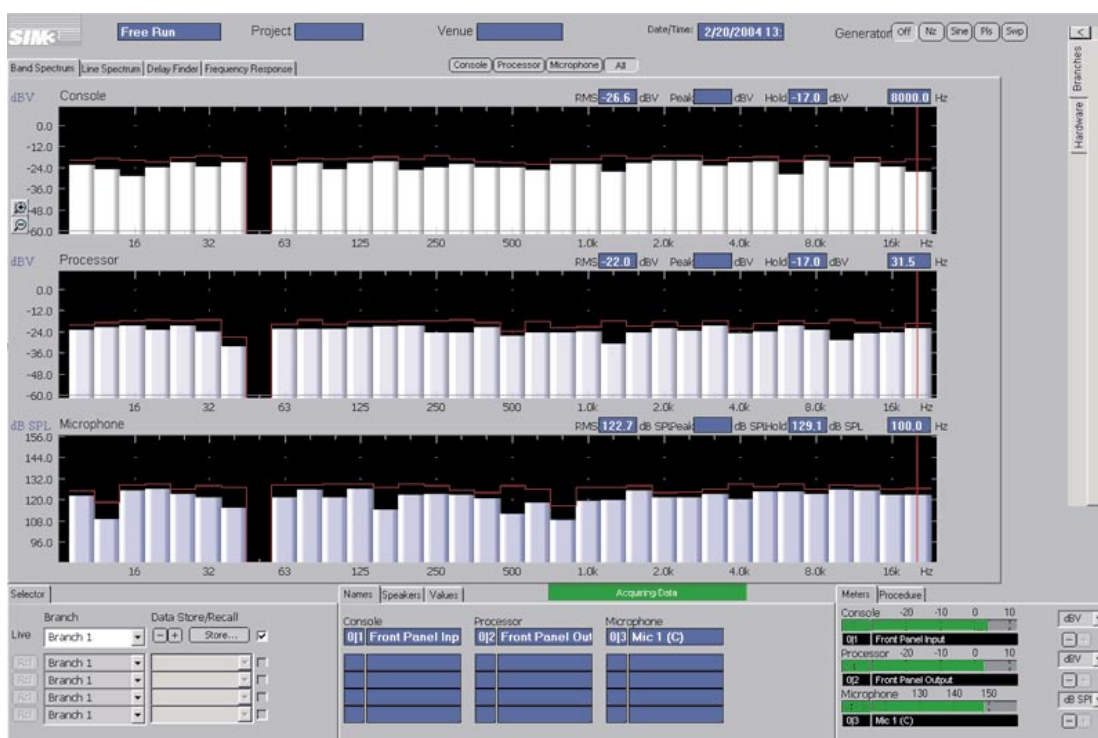 SIM3 Free Run Project Venue Date/Time: 2/20/2004 13: Generator Off Nz Sine Pls Swp
Band Spectrum Line Spectrum Delay Finder Frequency Response Console Processor Microphone All
<
Branches
Hardware
dBV Console RMS -26.6 dBV Peak Hold -17.0 dBV 8000.0 Hz
0.0
-12.0
-24.0
-36.0
-48.0
-60.0
16 32 63 125 250 500 1.0k 2.0k 4.0k 8.0k 16k Hz
dBV Processor RMS -22.0 dBV Peak Hold -17.0 dBV 31.5 Hz
0.0
-12.0
-24.0
-36.0
-48.0
-60.0
16 32 63 125 250 500 1.0k 2.0k 4.0k 8.0k 16k Hz
dB SPL Microphone RMS 122.7 dB SPL Peak dB SPL Hold 129.1 dB SPL 100.0 Hz
156.0
144.0
132.0
120.0
108.0
96.0
16 32 63 125 250 500 1.0k 2.0k 4.0k 8.0k 16k Hz
Selector
Branch Data Store/Recall
Live Branch 1 - + Store...
Branch 1
Branch 1
Branch 1
Branch 1
Names Speakers Values Acquiring Data
Console Processor Microphone
0|1 Front Panel Inp 0|2 Front Panel Out 0|3 Mic 1 (C)
Meters Procedure
Console -20 -10 0 10 dBV
0|1 Front Panel Input - +
Processor -20 -10 0 10 dBV
0|2 Front Panel Output - +
Microphone 130 140 150 dB SPL
0|3 Mic 1 (C) - +